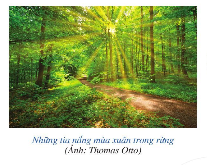 Những tia nắng mùa xuân trong rừng
(Ảnh: Thomas Otto)